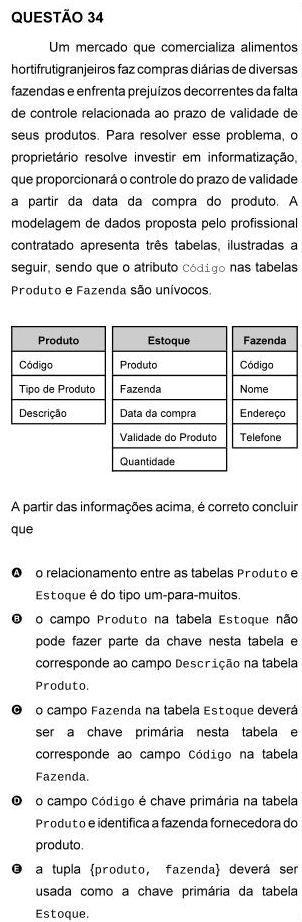 QUESTÃO 34
Um mercado que comercializa alimentos
hortifrutigranjeiros faz compras diárias de diversas
fazendas e enfrenta prejuízos decorrentes da falta
de controle relacionada ao prazo de validade de
seus produtos. Para resolver esse problema, o
proprietário resolve investir em informatização,
que proporcionará o controle do prazo de validade
a partir da data da compra do produto. A
modelagem de dados proposta pelo profissional
contratado apresenta três tabelas, ilustradas a
seguir, sendo que o atributo Código nas tabelas
Produto e Fazenda são unívocos.
Produto
Código
Tipo de Produto
Descrição
Estoque
Produto
Fazenda
Data da compra
Validade do Produto
Quantidade
Fazenda
Código
Nome
Endereço
Telefone
A partir das informações acima, é correto concluir
que
A o relacionamento entre as tabelas Produto e
Estoque é do tipo um-para-muitos.
B o campo Produto na tabela Estoque não
pode fazer parte da chave nesta tabela e
corresponde ao campo Descrição na tabela
Produto.
C o campo Fazenda na tabela Estoque deverá
ser a chave primária nesta tabela e
corresponde ao campo Código na tabela
Fazenda.
D o campo Código é chave primária na tabela
Produto e identifica a fazenda fornecedora do
produto.
E a tupla {produto, fazenda} deverá ser
usada como a chave primária da tabela
Estoque.